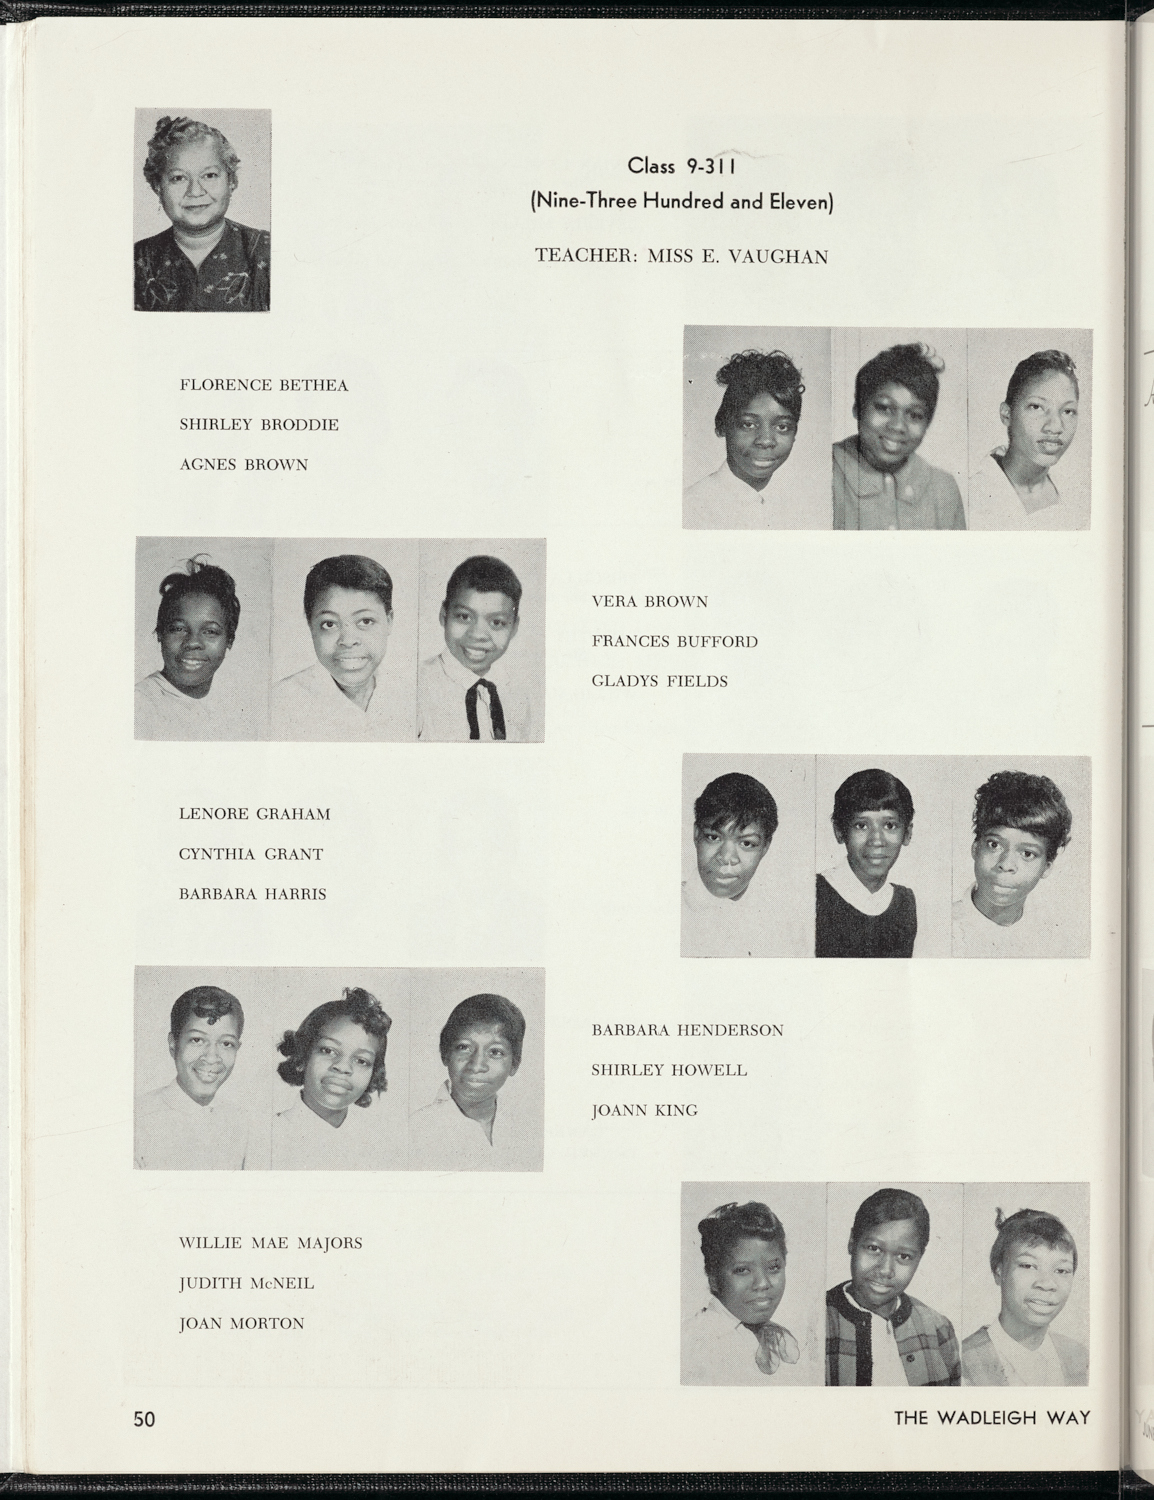 Class 9-311
(Nine-Three Hundred and Eleven)
TEACHER: MISS E. VAUGHAN
FLORENCE BETHEA
SHIRLEY BRODDIE
AGNES BROWN
VERA BROWN
FRANCES BUFFORD
GLADYS FIELDS
LENORE GRAHAM
CYNTHIA GRANT
BARBARA HARRIS
BARBARA HENDERSON
SHIRLEY HOWELL
JOANN KING
WILLIE MAE MAJORS
JUDITH McNEIL
JOAN MORTON
50
THE WADLEIGH WAY